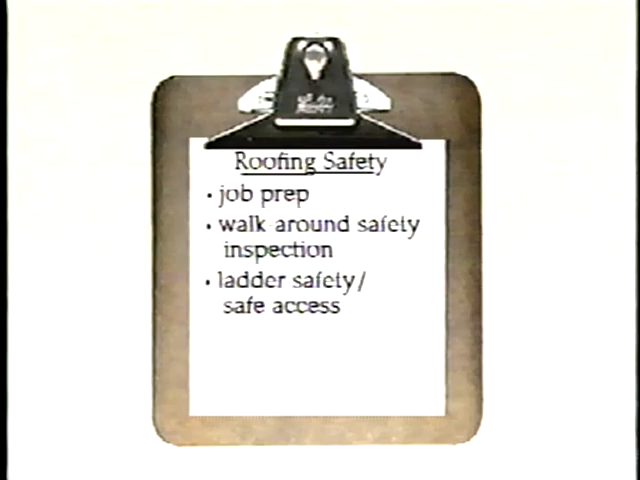 Roofing Safety
• job prep
• walk around safety
inspection
• ladder safety/
safe access